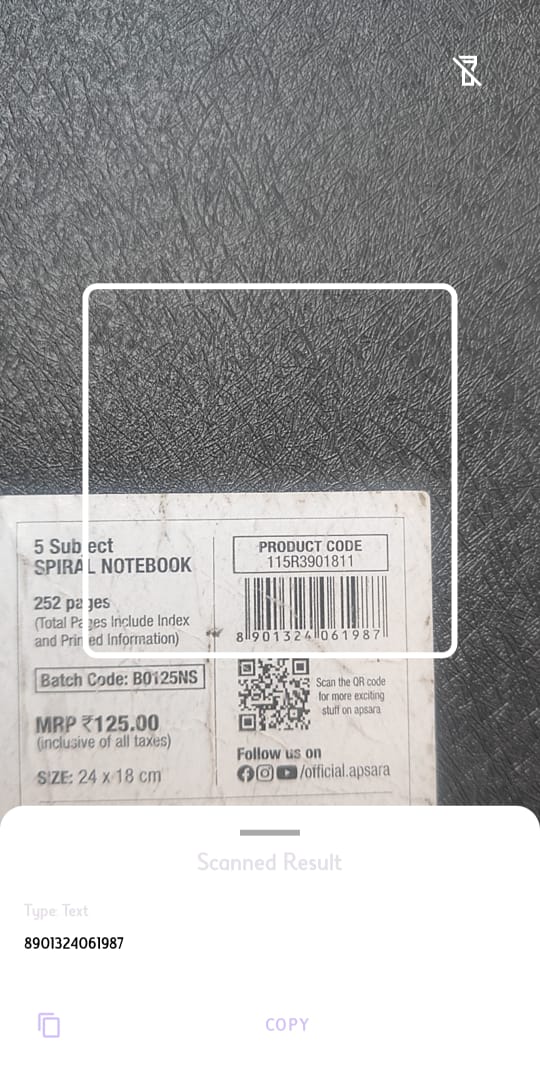 5 Subject
SPIRAL NOTEBOOK
252 pages
(Total Pages Include Index
and Printed Information)
Batch Code: B0125NS
MRP ₹125.00
(inclusive of all taxes)
SIZE: 24 x 18 cm
PRODUCT CODE
115R3901811
8 901324 061987
Scan the QR code
for more exciting
stuff on apsara
Follow us on
/official.apsara
Scanned Result
Type: Text
8901324061987
COPY